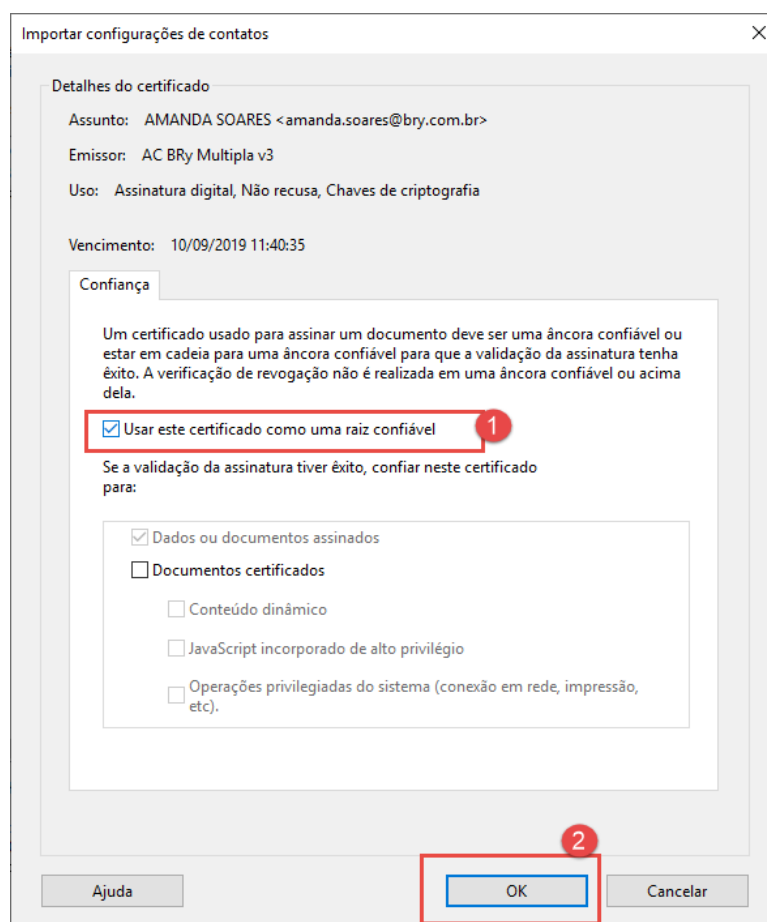 Importar configurações de contatos
Detalhes do certificado
Assunto: AMANDA SOARES <amanda.soares@bry.com.br>
Emissor: AC BRy Multipla v3
Uso: Assinatura digital, Não recusa, Chaves de criptografia
Vencimento: 10/09/2019 11:40:35
Confiança
Um certificado usado para assinar um documento deve ser uma âncora confiável ou
estar em cadeia para uma âncora confiável para que a validação da assinatura tenha
êxito. A verificação de revogação não é realizada em uma âncora confiável ou acima
dela.
Usar este certificado como uma raiz confiável
1
Se a validação da assinatura tiver êxito, confiar neste certificado
para:
Dados ou documentos assinados
Documentos certificados
Conteúdo dinâmico
JavaScript incorporado de alto privilégio
Operações privilegiadas do sistema (conexão em rede, impressão,
etc).
2
Ajuda
OK
Cancelar